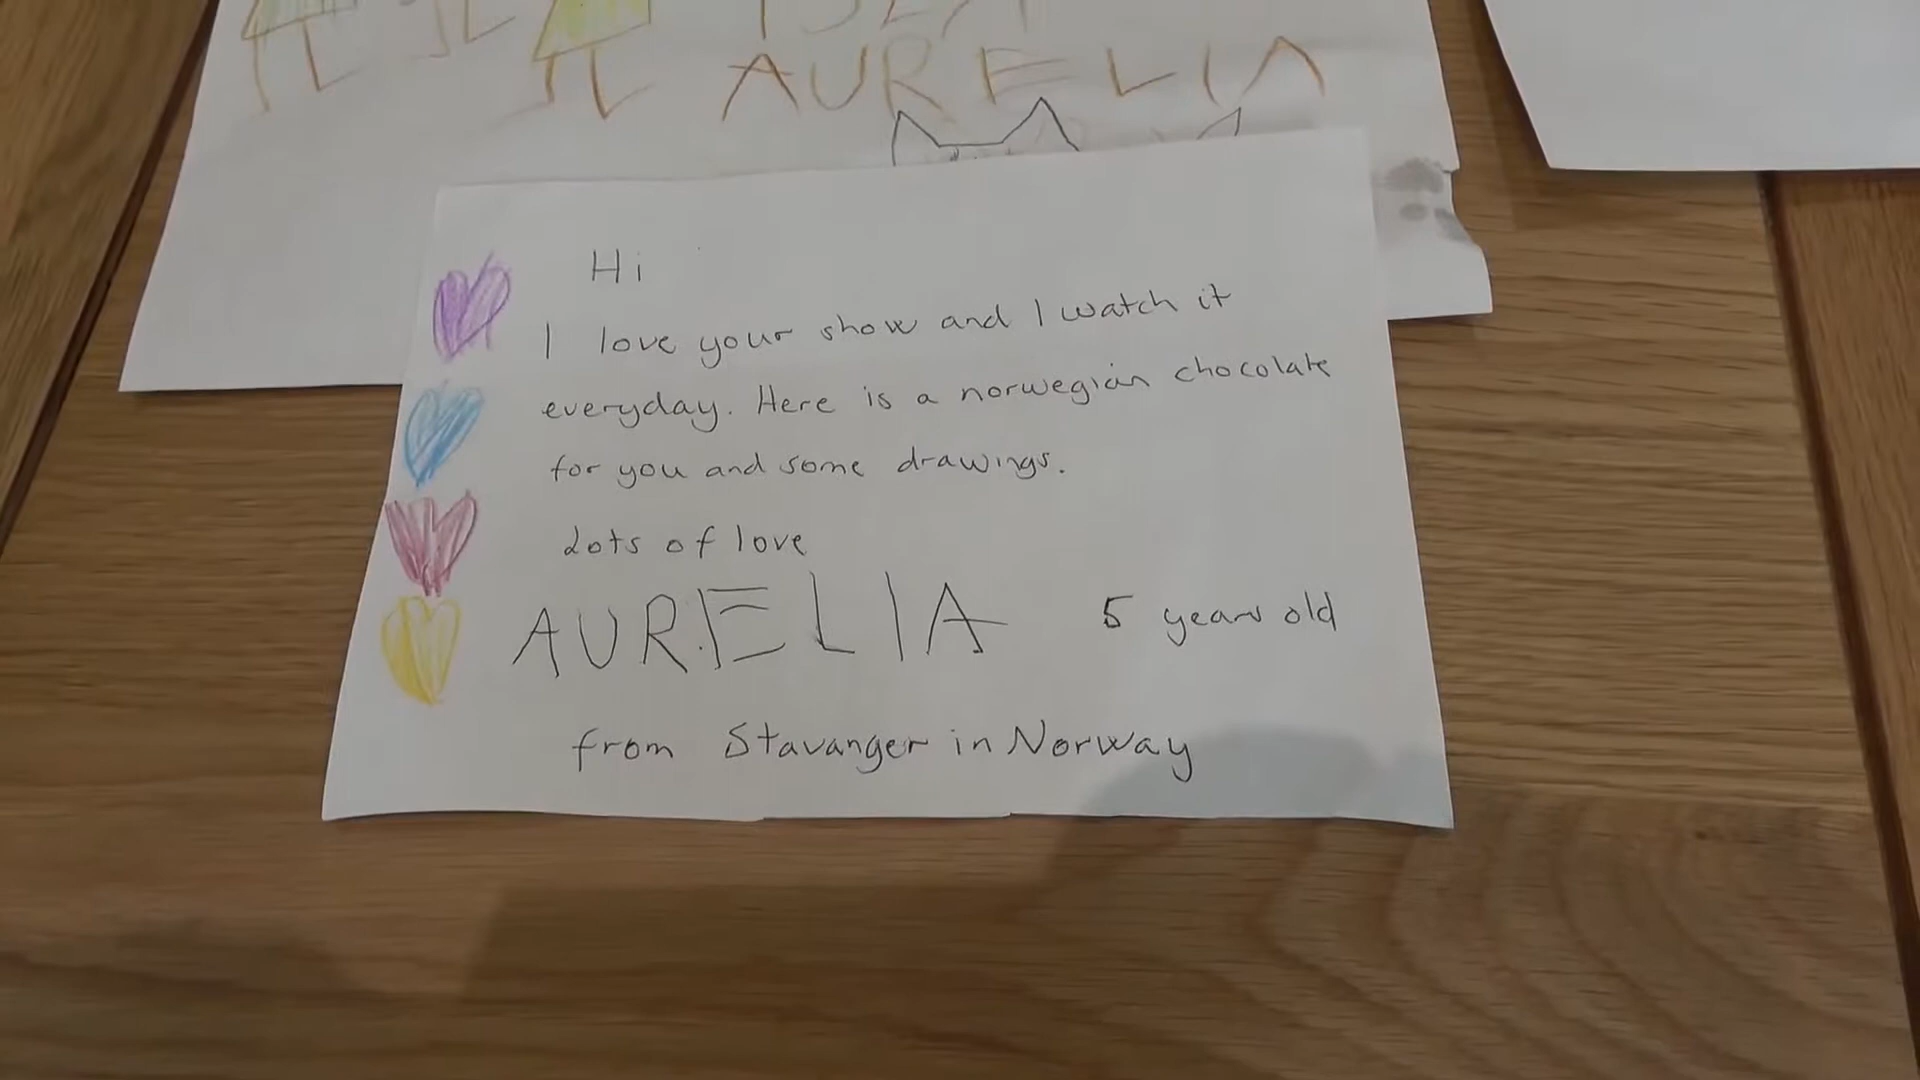 AURELIA
Hi
I love your show and I watch it
everyday. Here is a norwegian chocolate
for you and some drawings.
Lots of love
AURELIA 5 years old
from Stavanger in Norway